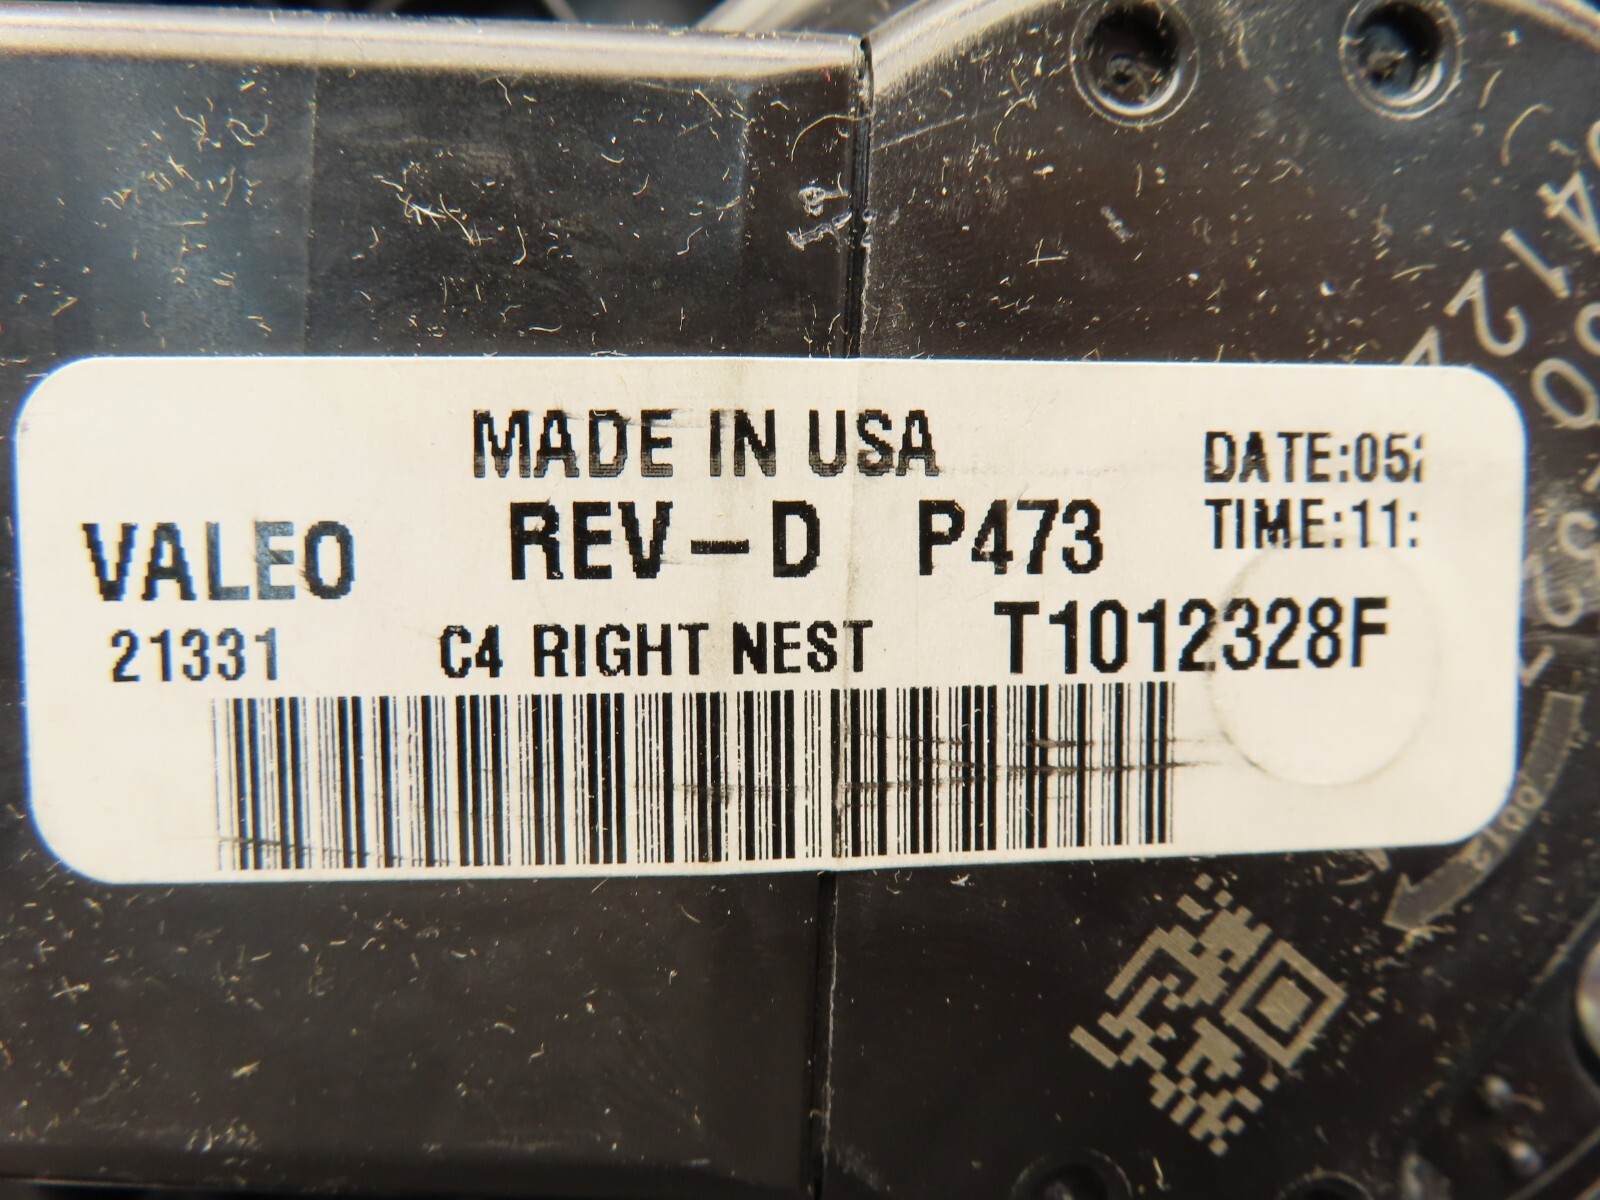 MADE IN USA
DATE:05
VALEO
REV-D P473
TIME:11:
21331
C4 RIGHT NEST
T1012328F